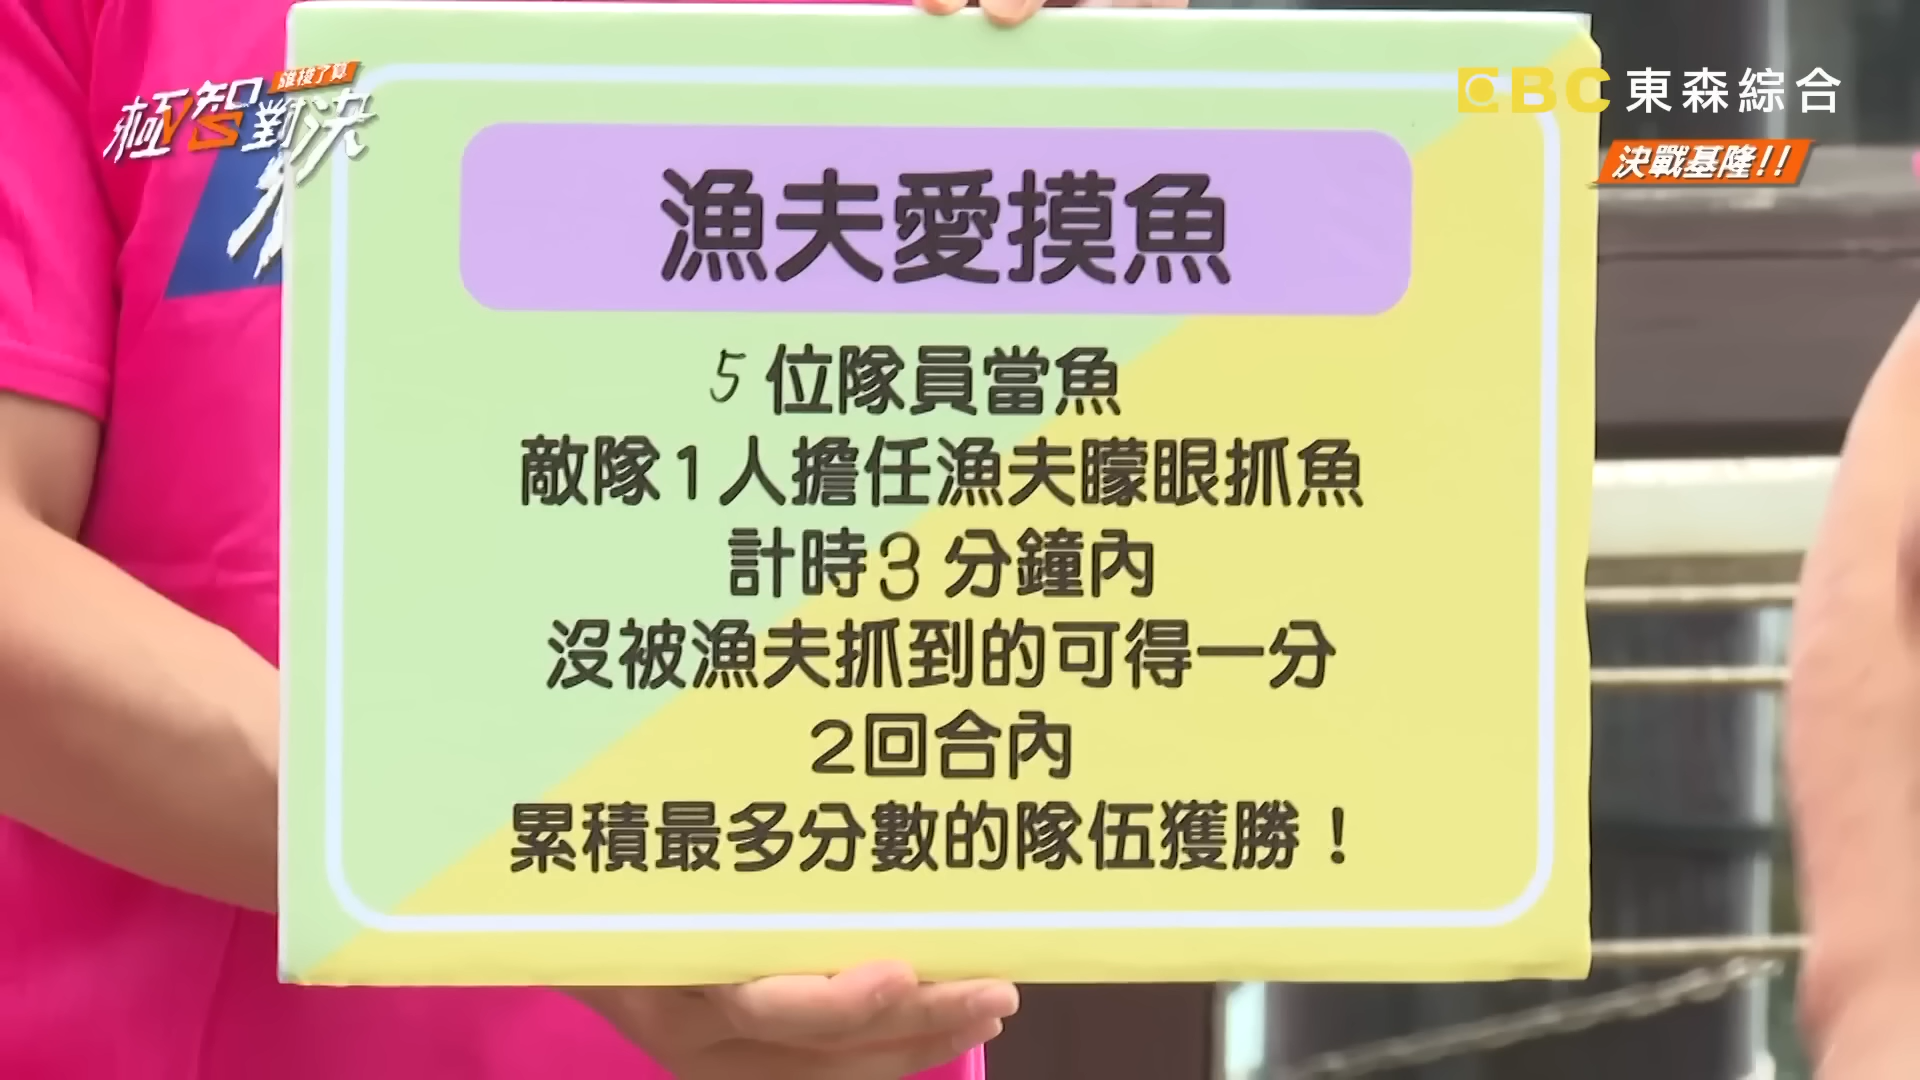 誰橙了算
極智對決
EBC 東森綜合
決戰基隆!!
漁夫愛摸魚
5位隊員當魚
敵隊1人擔任漁夫矇眼抓魚
計時3分鐘內
沒被漁夫抓到的可得一分
2回合內
累積最多分數的隊伍獲勝！